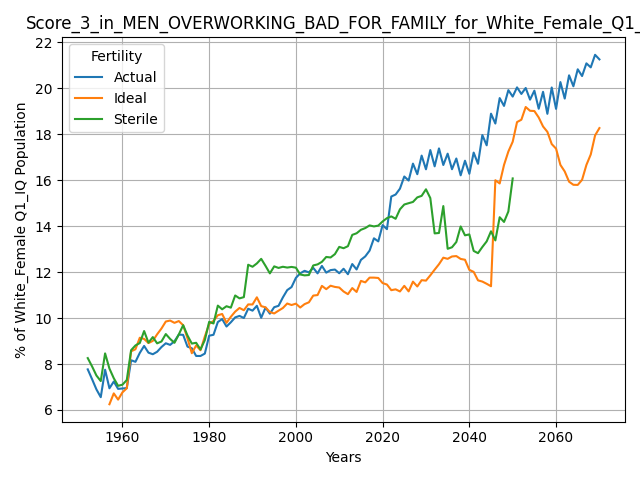 Score_3_in_MEN_OVERWORKING_BAD_FOR_FAMILY_for_White_Female_Q1_
22
20
18
16
14
12
10
8
6
% of White_Female Q1_IQ Population
Fertility
Actual
Ideal
Sterile
1960
1980
2000
2020
2040
2060
Years